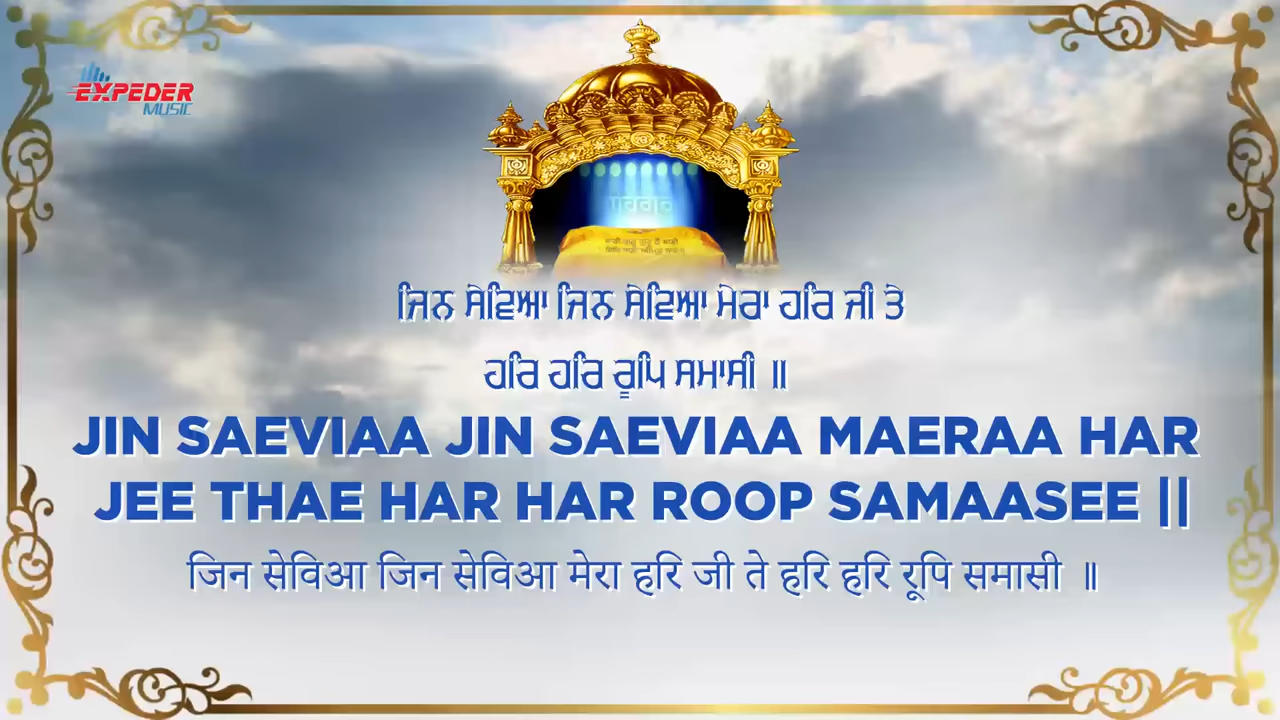 EXPEDER
MUSIC
ਜਿਨ ਸੇਵਿਆ ਜਿਨ ਸੇਵਿਆ ਮੇਰਾ ਹਰਿ ਜੀ ਤੇ
ਹਰਿ ਹਰਿ ਰੂਪਿ ਸਮਾਸੀ ॥
JIN SAEVIAA JIN SAEVIAA MAERAA HAR
JEE THAE HAR HAR ROOP SAMAASEE ||
जिन सेविआ जिन सेविआ मेरा हरि जी ते हरि हरि रूपि समासी ॥